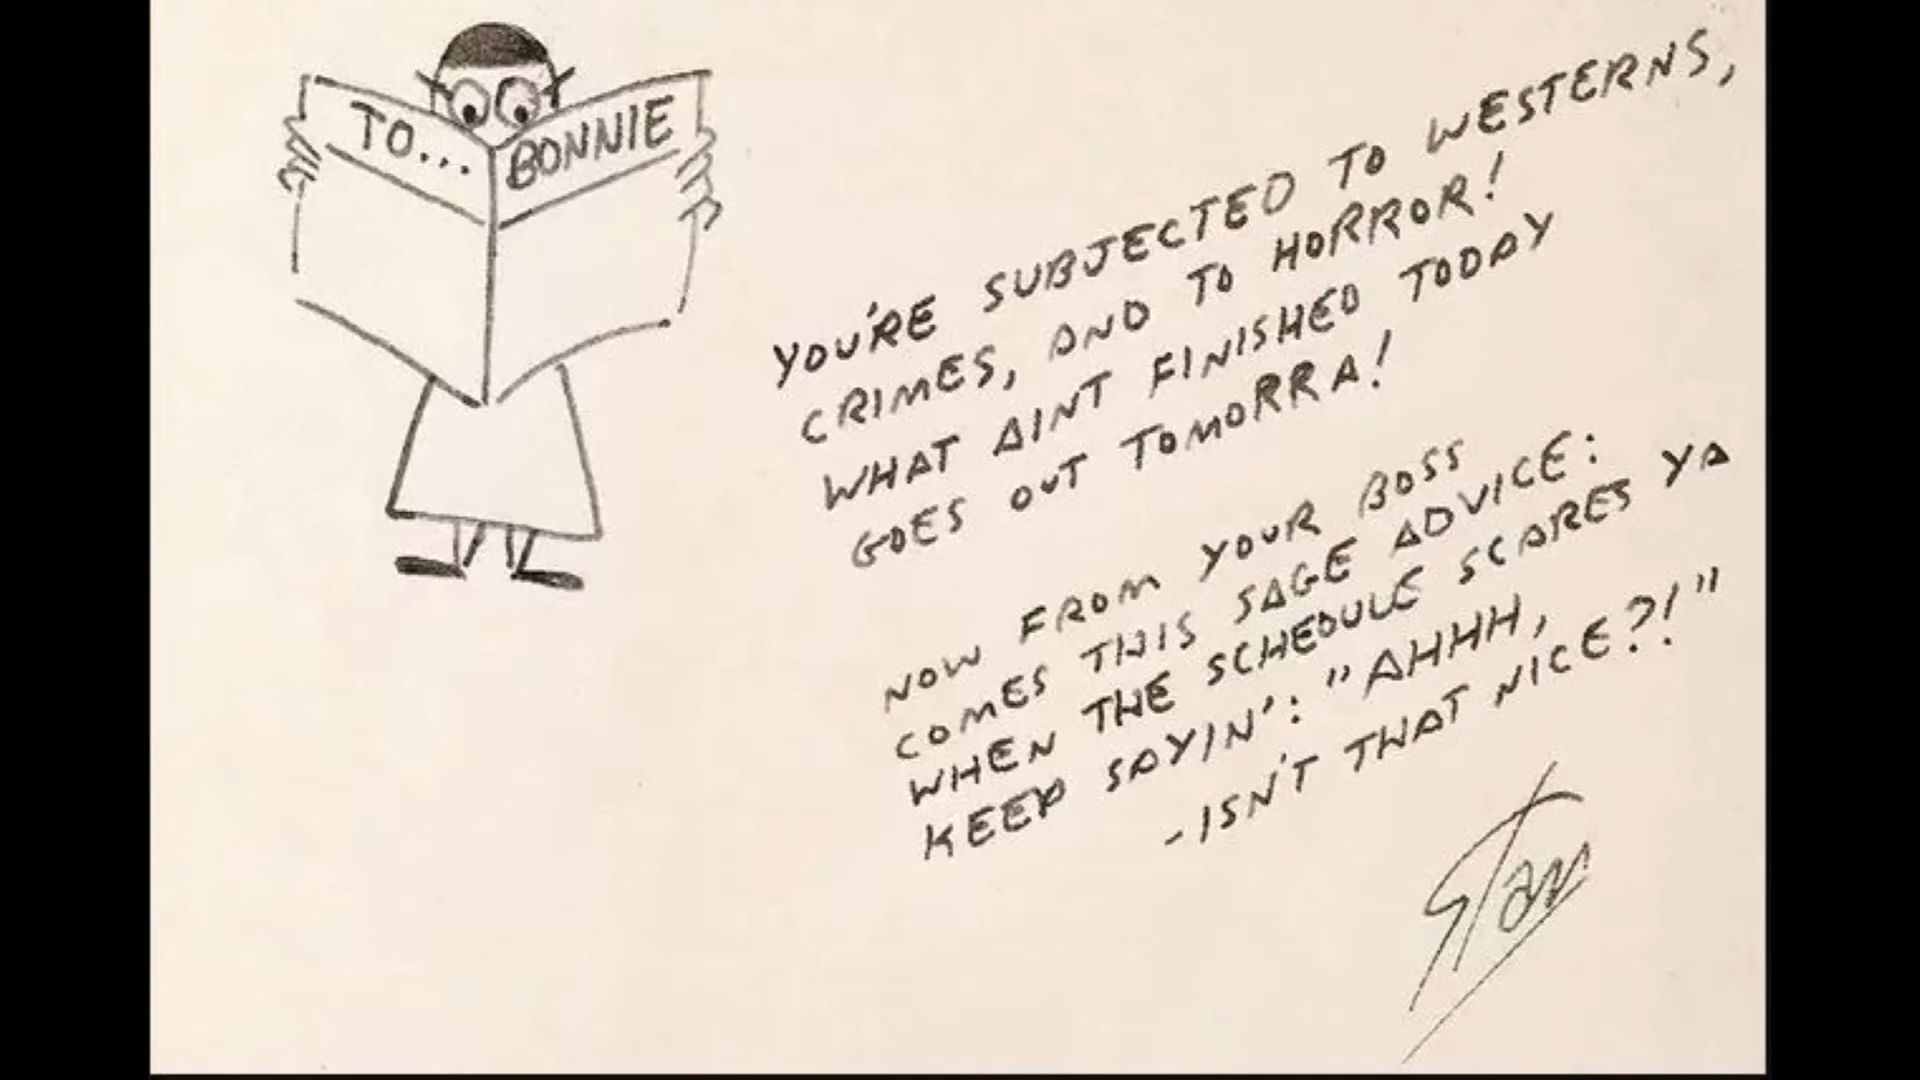 TO... BONNIE
YOU'RE SUBJECTED TO WESTERNS,
CRIMES, AND TO HORROR!
WHAT AINT FINISHED TODAY
GOES OUT TOMORRA!
NOW FROM YOUR BOSS
COMES THIS SAGE ADVICE:
WHEN THE SCHEDULE SCARES YA
KEEP SAYIN': "AHHH,
-ISN'T THAT NICE?!"
Stan